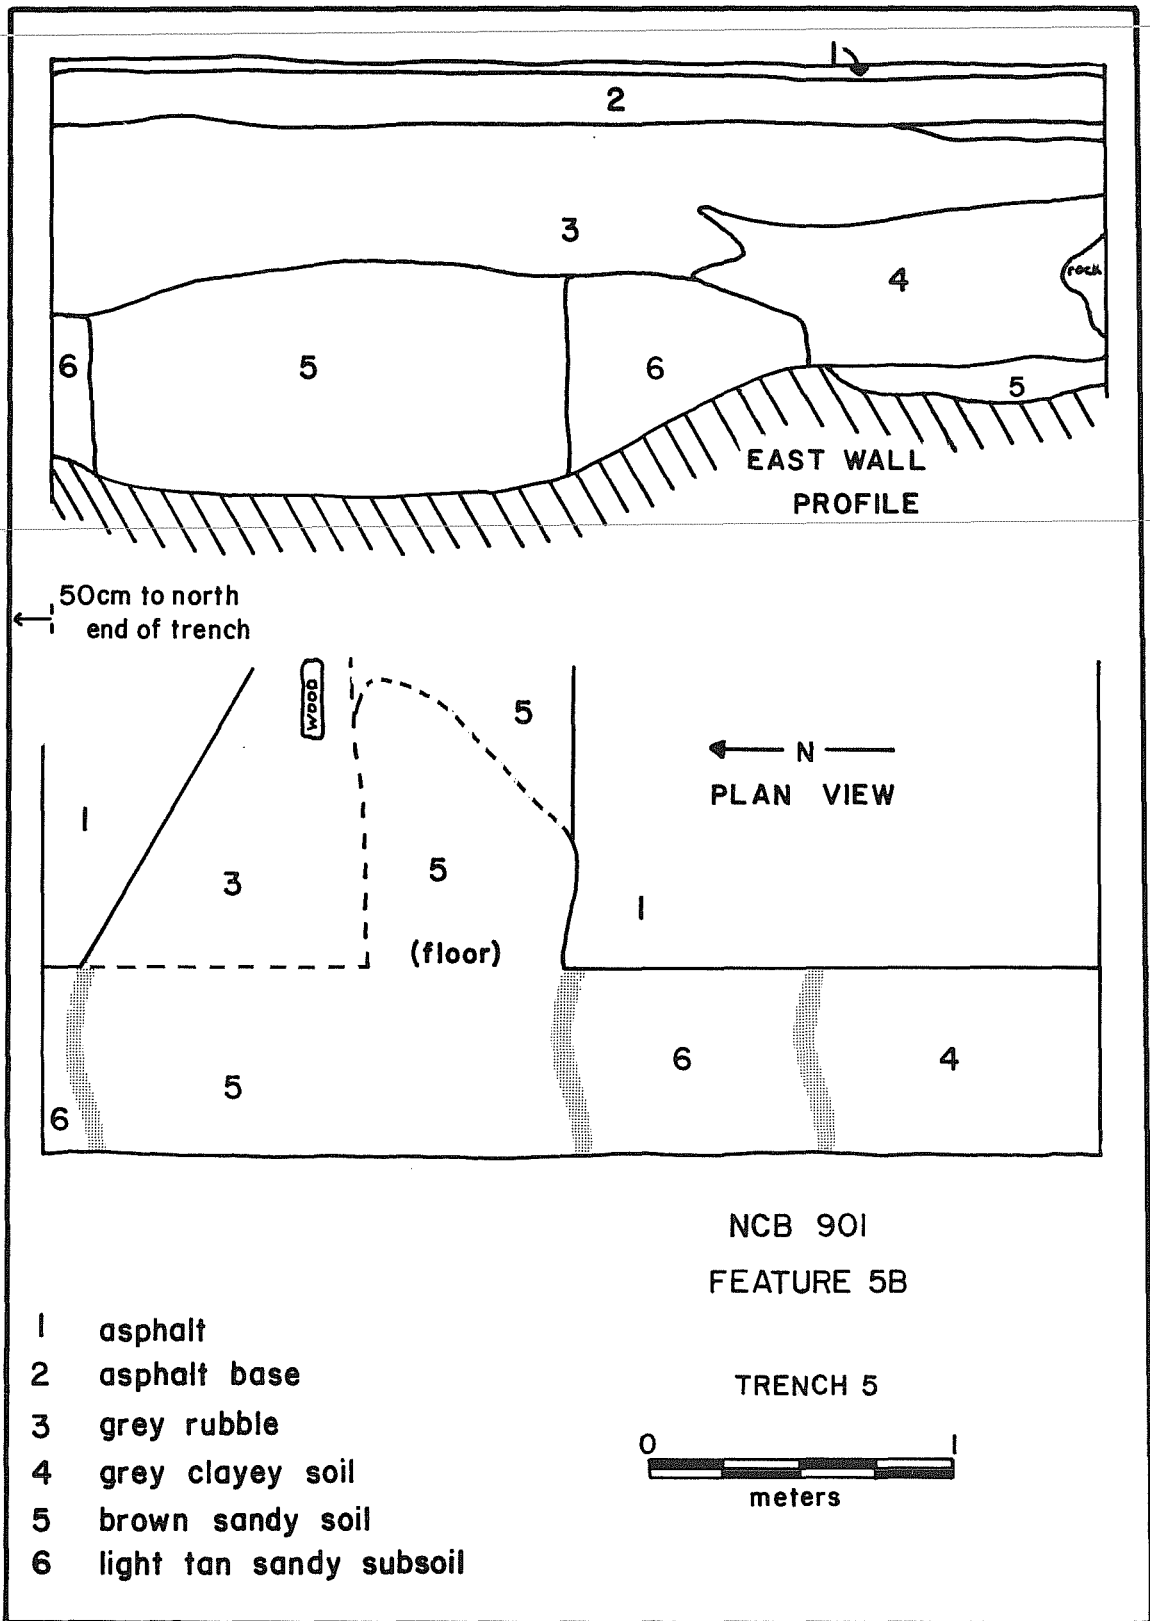 1
2
3
4
rock
6
5
6
5
EAST WALL
PROFILE
50cm to north
end of trench
WOOD
5
N
PLAN VIEW
1
3
5
1
(floor)
6
5
6
4
NCB 901
FEATURE 5B
1 asphalt
2 asphalt base
3 grey rubble
4 grey clayey soil
5 brown sandy soil
6 light tan sandy subsoil
TRENCH 5
0 1
meters